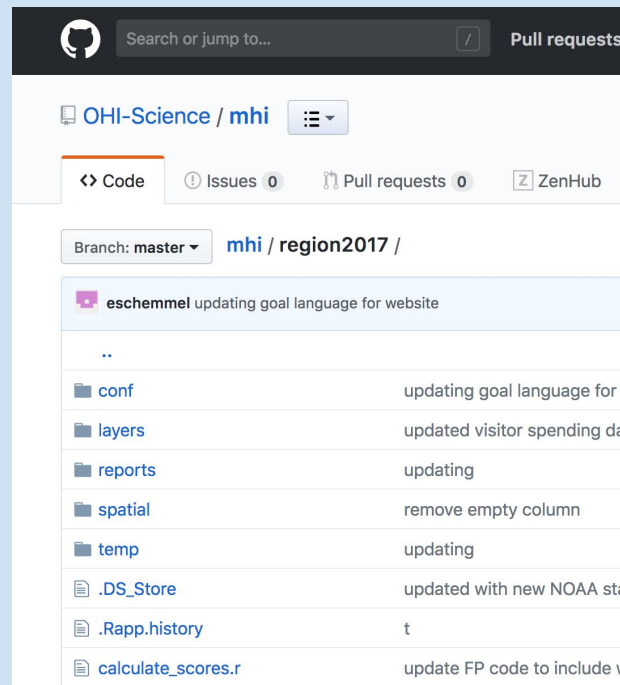 Search or jump to... / Pull requests
OHI-Science / mhi
<> Code Issues 0 Pull requests 0 Z ZenHub
Branch: master mhi / region2017 /
eschemmel updating goal language for website
..
conf updating goal language for
layers updated visitor spending
reports updating
spatial remove empty column
temp updating
.DS_Store updated with new NOAA
.Rapp.history t
calculate_scores.r update FP code to include